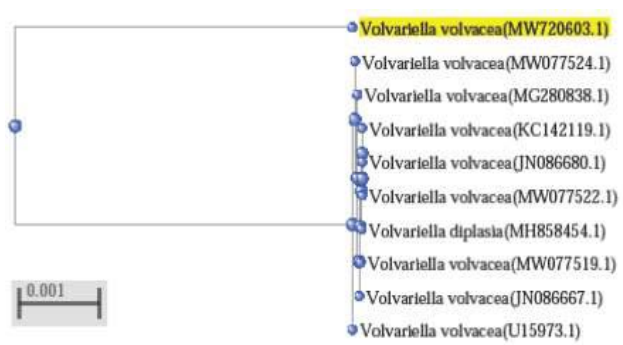 Volvariella volvacea(MW720603.1)
Volvariella volvacea(MW077524.1)
Volvariella volvacea(MG280838.1)
Volvariella volvacea(KC142119.1)
Volvariella volvacea(JN086680.1)
Volvariella volvacea(MW077522.1)
Volvariella diplasia(MH858454.1)
Volvariella volvacea(MW077519.1)
Volvariella volvacea(JN086667.1)
Volvariella volvacea(U15973.1)
0.001